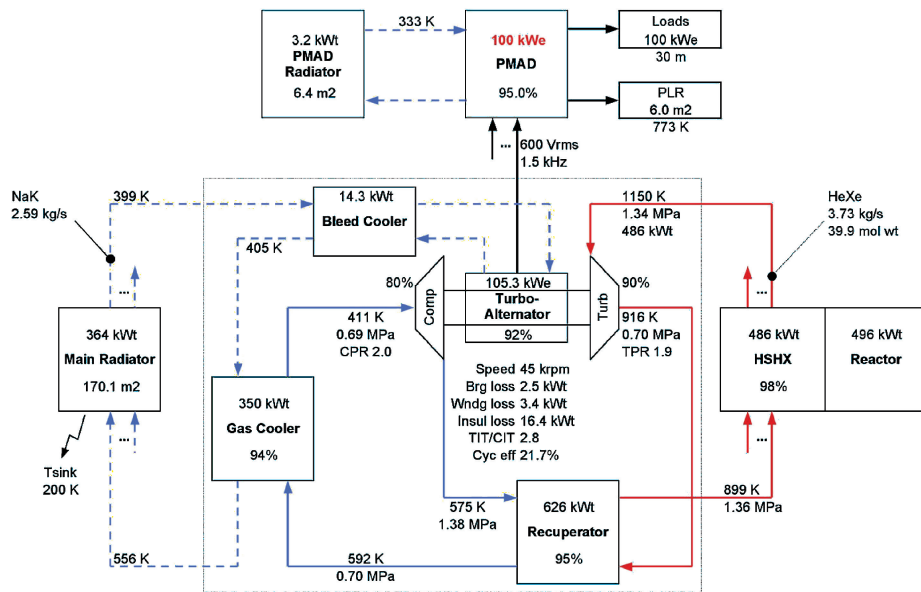 3.2 kWt
PMAD
Radiator
6.4 m2
333 K
100 kWe
PMAD
95.0%
Loads
100 kWe
30 m
PLR
6.0 m2
773 K
...
600 Vrms
1.5 kHz
NaK
2.59 kg/s
399 K
14.3 kWt
Bleed Cooler
405 K
1150 K
1.34 MPa
486 kWt
HeXe
3.73 kg/s
39.9 mol wt
...
...
80%
Comp
105.3 kWe
Turbo-
Alternator
92%
Turb
90%
411 K
0.69 MPa
CPR 2.0
916 K
0.70 MPa
TPR 1.9
364 kWt
Main Radiator
170.1 m2
486 kWt
HSHX
98%
496 kWt
Reactor
350 kWt
Gas Cooler
94%
Speed 45 krpm
Brg loss 2.5 kWt
Wndg loss 3.4 kWt
Insul loss 16.4 kWt
TIT/CIT 2.8
Cyc eff 21.7%
...
...
Tsink
200 K
575 K
1.38 MPa
626 kWt
Recuperator
95%
899 K
1.36 MPa
556 K
592 K
0.70 MPa